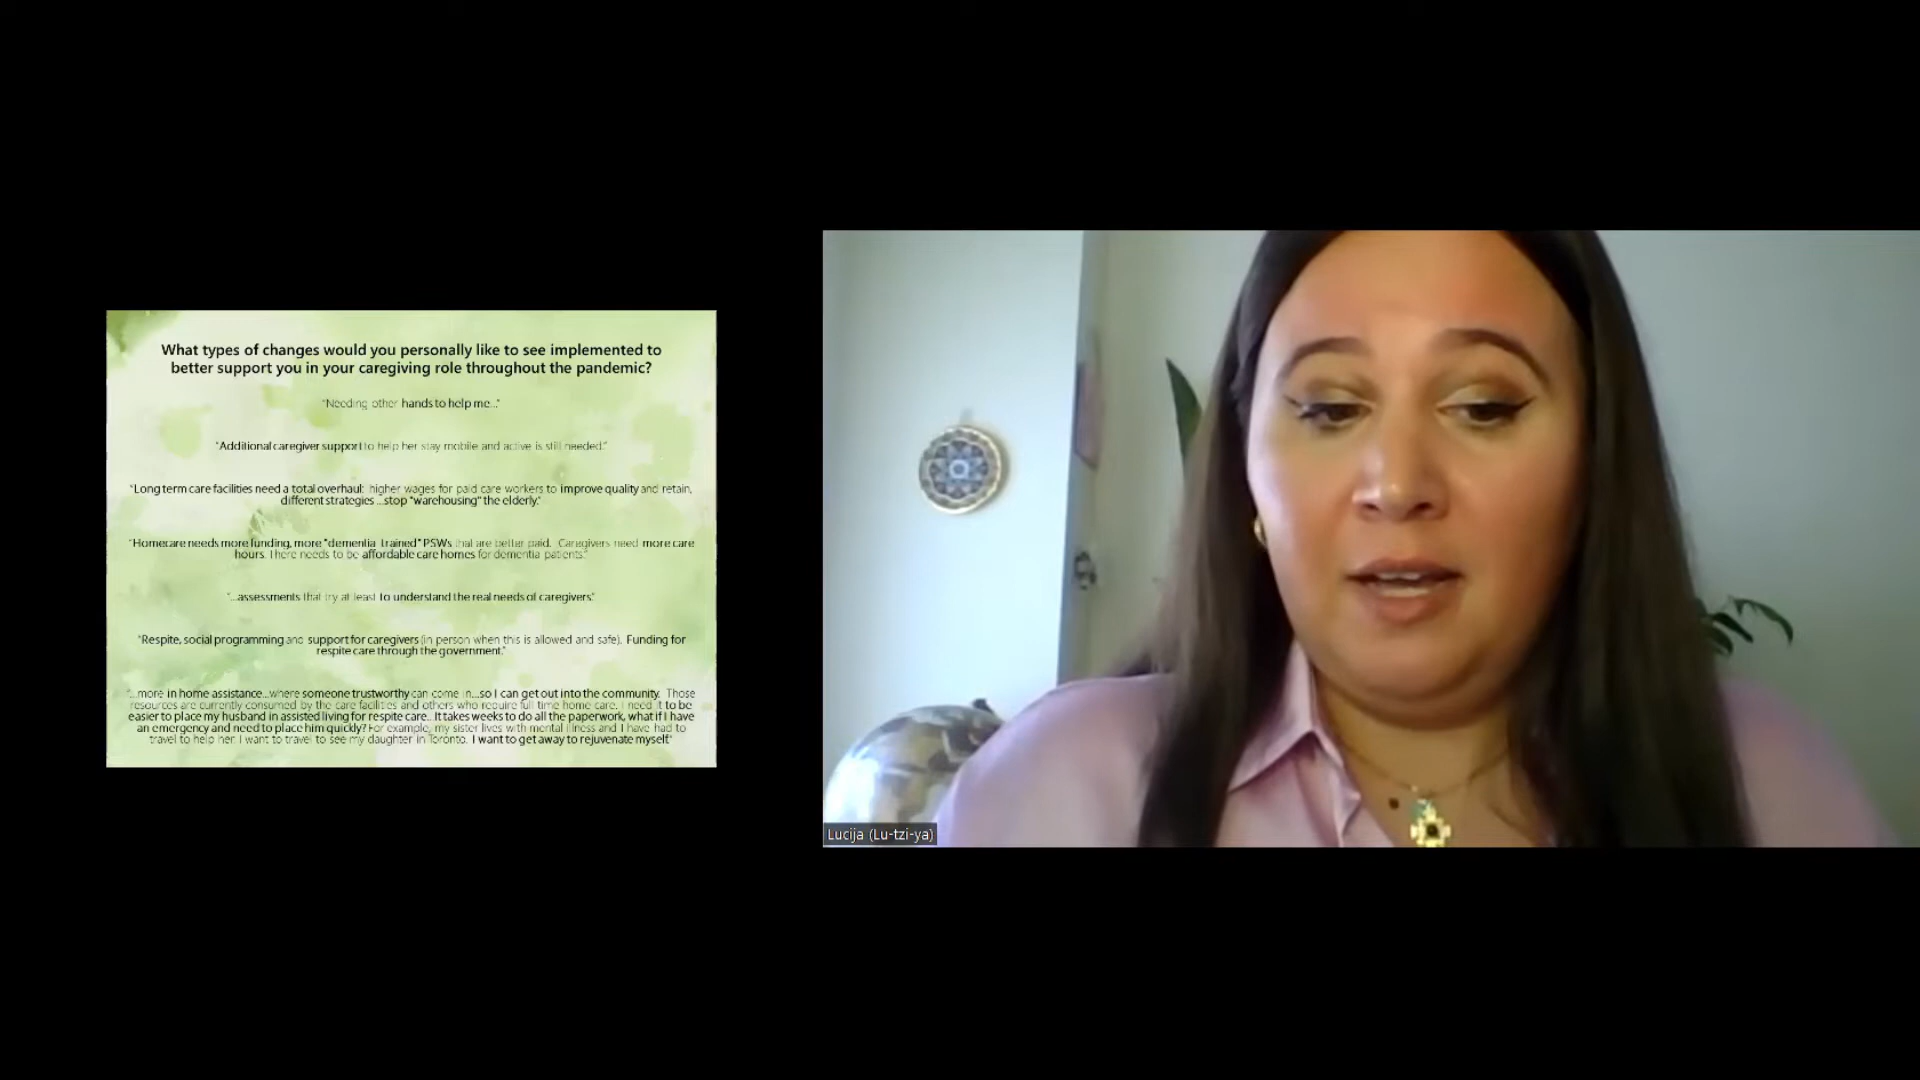 What types of changes would you personally like to see implemented to
better support you in your caregiving role throughout the pandemic?
"Needing other hands to help me..."
"Additional caregiver support to help her stay mobile and active is still needed."
"Long term care facilities need a total overhaul: higher wages for paid care workers to improve quality and retain,
different strategies ...stop "warehousing" the elderly."
"Homecare needs more funding, more "dementia trained" PSWs that are better paid. Caregivers need more care
hours. There needs to be affordable care homes for dementia patients."
"...assessments that try at least to understand the real needs of caregivers"
"Respite, social programming and support for caregivers (in person when this is allowed and safe). Funding for
respite care through the government."
"...more in home assistance...where someone trustworthy can come in...so I can get out into the community. Those
resources are currently consumed by the care facilities and others who require full time home care. I need it to be
easier to place my husband in assisted living for respite care.. It takes weeks to do all the paperwork, what if I have
an emergency and need to place him quickly? For example, my sister lives with mental illness and I have had to
travel to help her. I want to travel to see my daughter in Toronto. I want to get away to rejuvenate myself."
Lucija (Lu-tzi-ya)